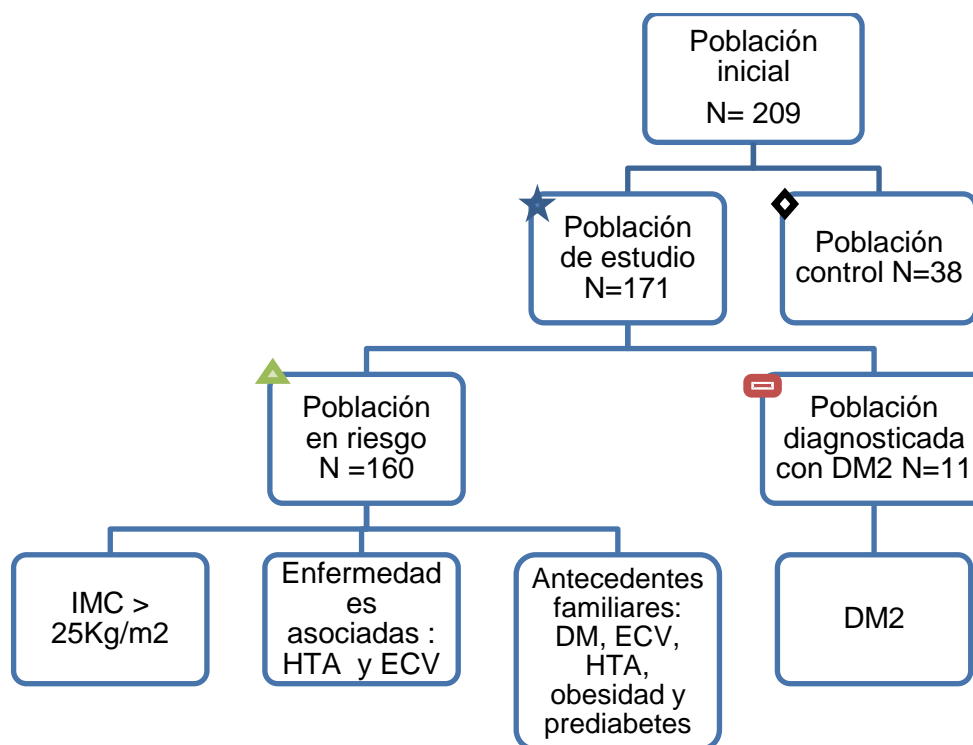 Población
inicial
N= 209
Población
de estudio
N=171
Población
control N=38
Población
en riesgo
N =160
Población
diagnosticada
con DM2 N=11
IMC >
25Kg/m2
Enfermedad
es
asociadas :
HTA y ECV
Antecedentes
familiares:
DM, ECV,
HTA,
obesidad y
prediabetes
DM2